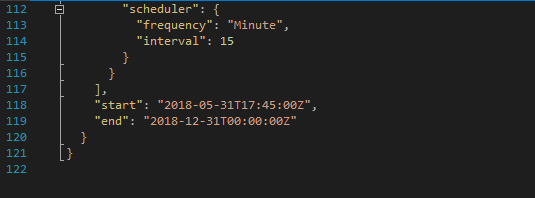 112 "scheduler": {
113 "frequency": "Minute",
114 "interval": 15
115 }
116 }
117 ],
118 "start": "2018-05-31T17:45:00Z",
119 "end": "2018-12-31T00:00:00Z"
120 }
121 }
122